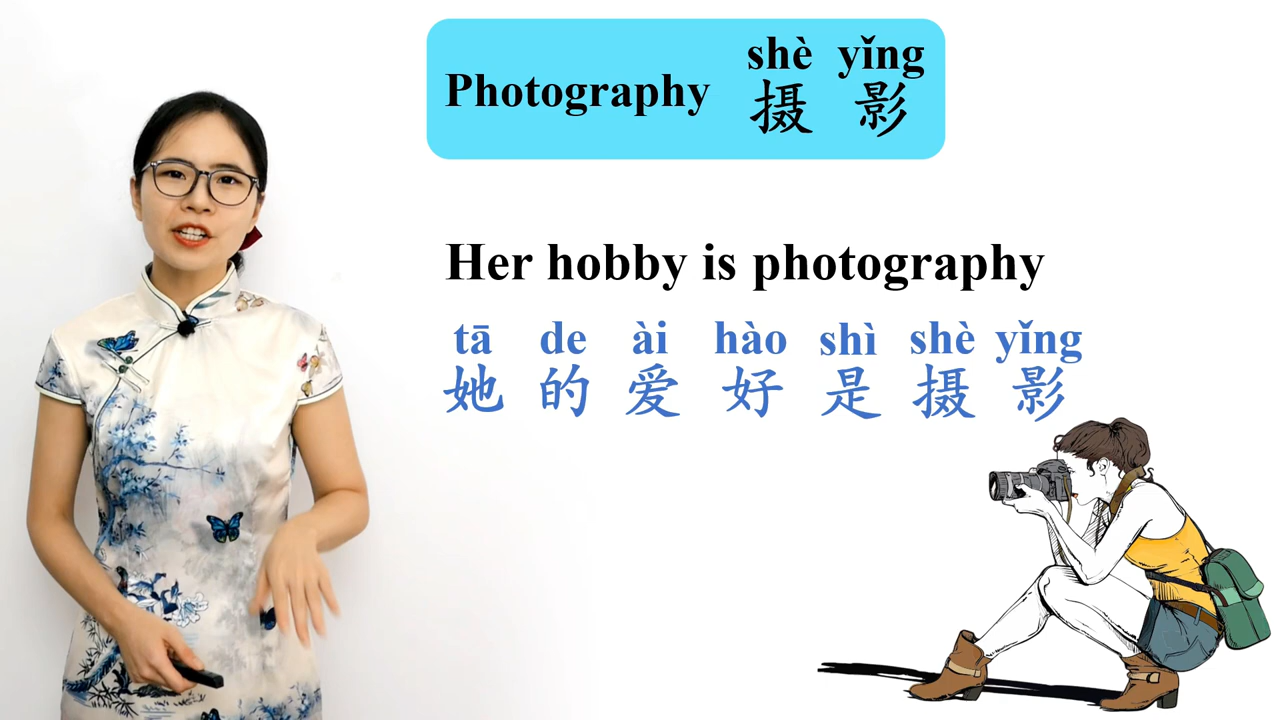 shè yǐng
Photography 摄影
Her hobby is photography
tā de ài hào shì shè yǐng
她的爱好是摄影